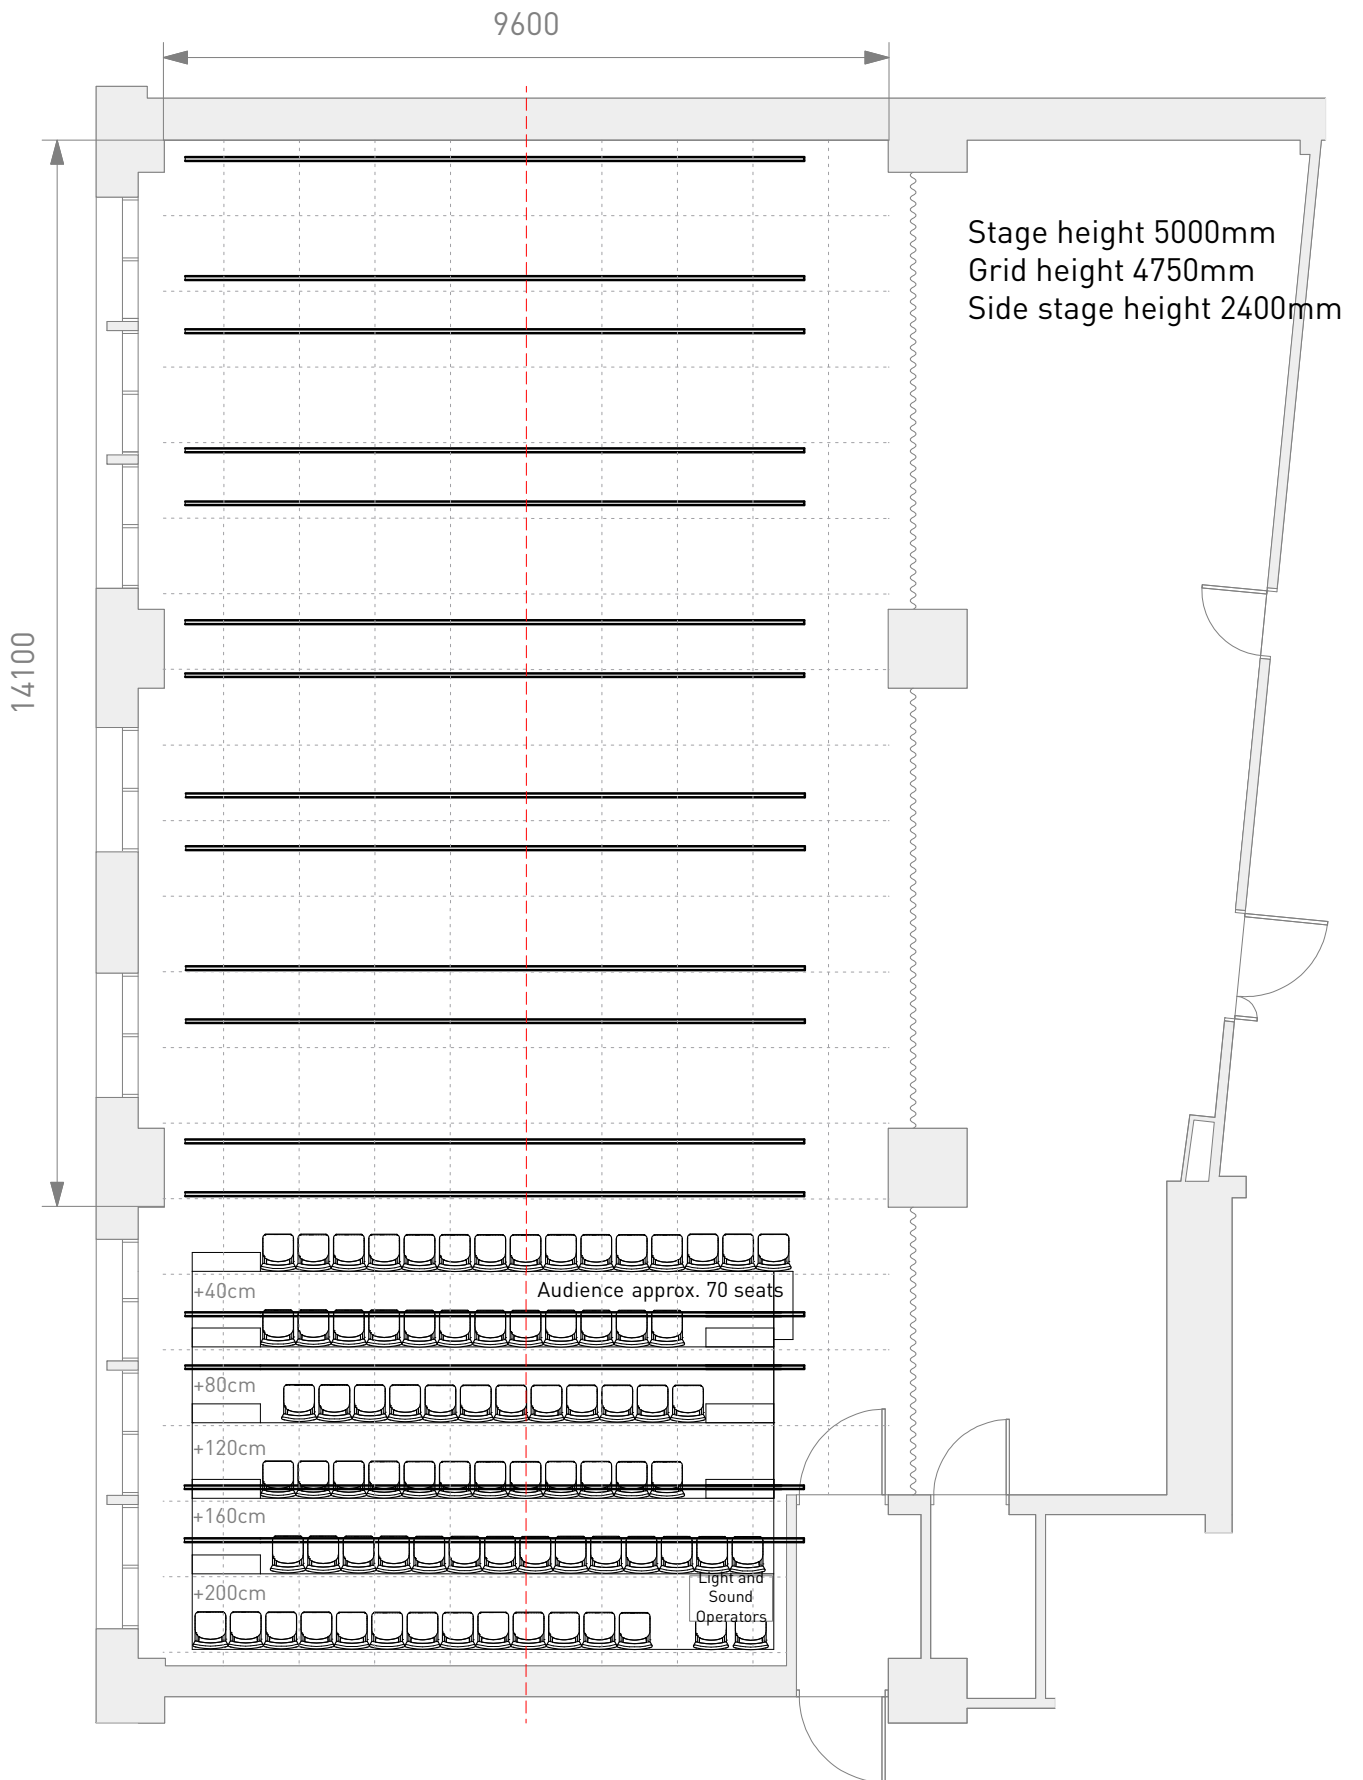 9600
Stage height 5000mm
Grid height 4750mm
Side stage height 2400mm
14100
Audience approx. 70 seats
+40cm
+80cm
+120cm
+160cm
+200cm
Light and
Sound
Operators